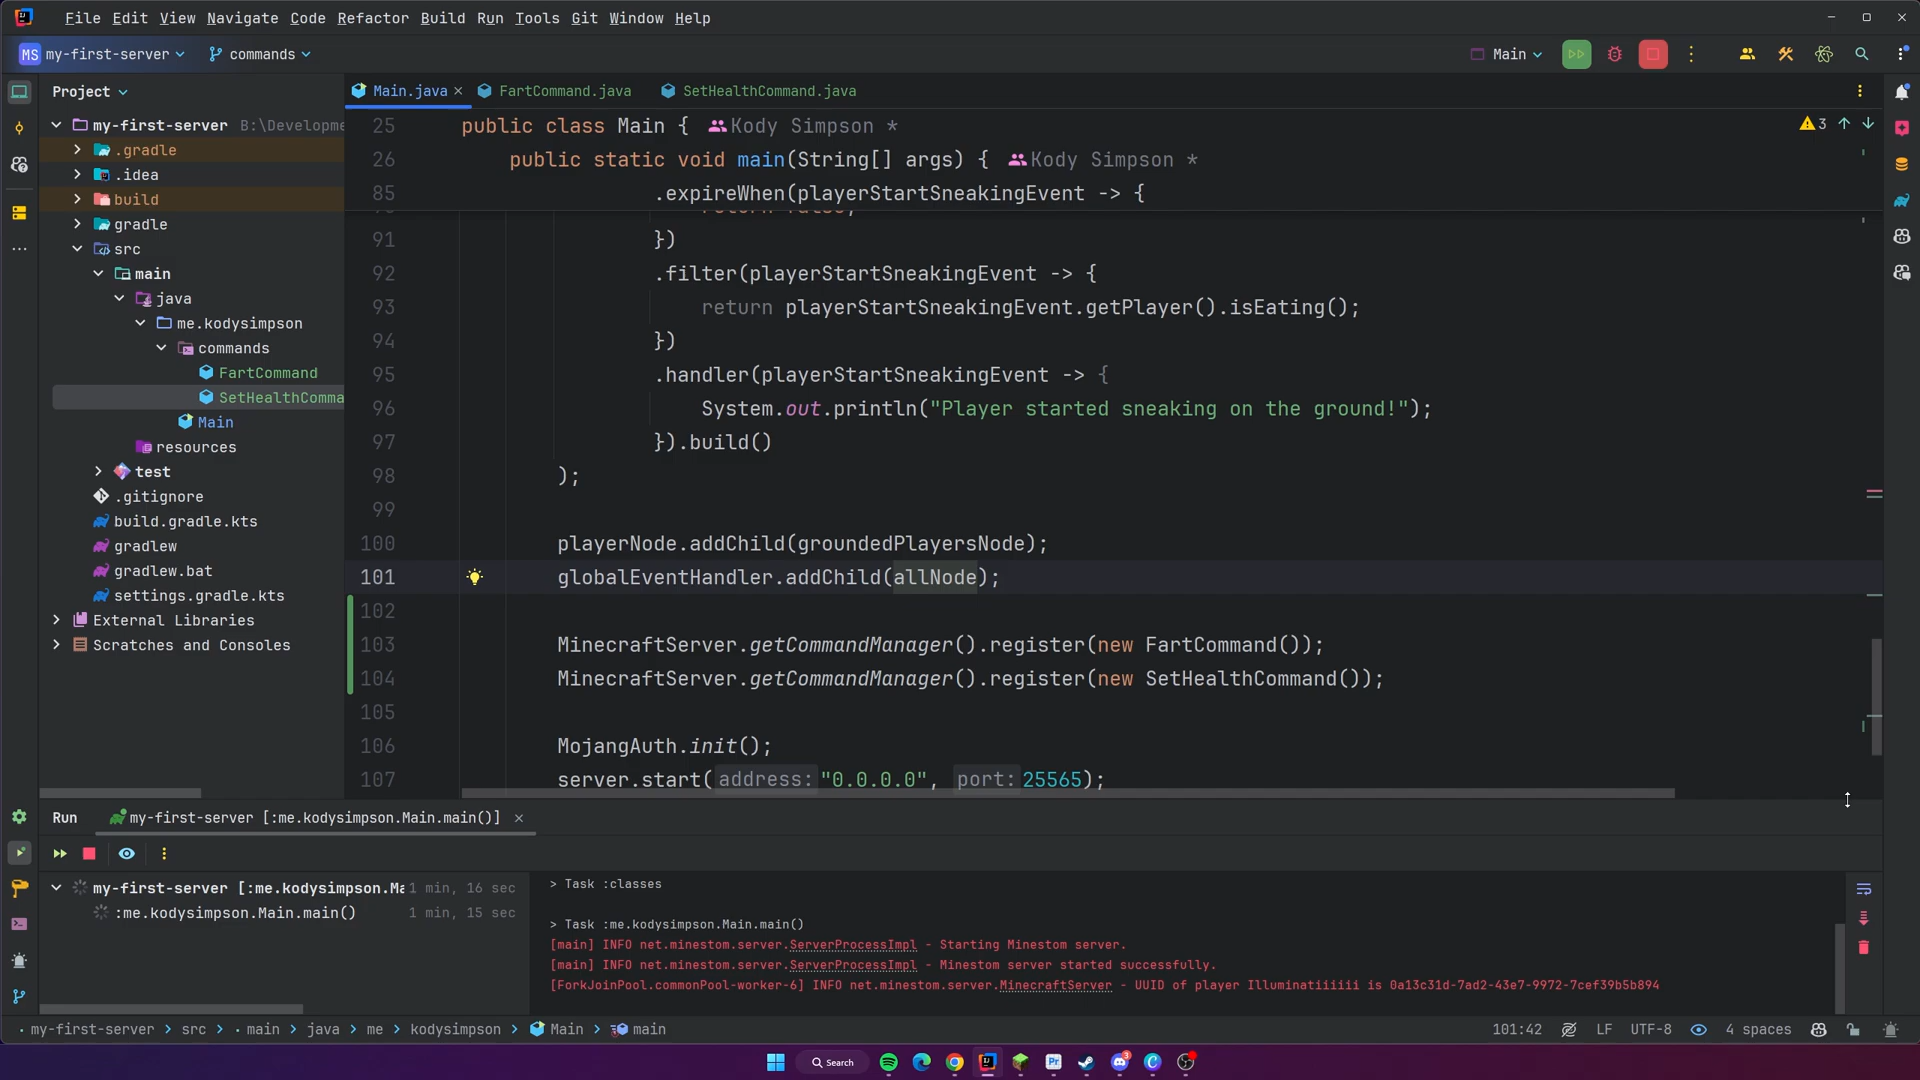 File Edit View Navigate Code Refactor Build Run Tools Git Window Help
MS my-first-server commands Main
Project Main.java FartCommand.java SetHealthCommand.java
my-first-server B:\Developme
.gradle
.idea
build
gradle
src
main
java
me.kodysimpson
commands
FartCommand
SetHealthComma
Main
resources
test
.gitignore
build.gradle.kts
gradlew
gradlew.bat
settings.gradle.kts
External Libraries
Scratches and Consoles
25 public class Main { Kody Simpson * 3
26 public static void main(String[] args) { Kody Simpson *
85 .expireWhen(playerStartSneakingEvent -> {
91 })
92 .filter(playerStartSneakingEvent -> {
93 return playerStartSneakingEvent.getPlayer().isEating();
94 })
95 .handler(playerStartSneakingEvent -> {
96 System.out.println("Player started sneaking on the ground!");
97 }).build()
98 );
99
100 playerNode.addChild(groundedPlayersNode);
101 globalEventHandler.addChild(allNode);
102
103 MinecraftServer.getCommandManager().register(new FartCommand());
104 MinecraftServer.getCommandManager().register(new SetHealthCommand());
105
106 MojangAuth.init();
107 server.start( address: "0.0.0.0", port: 25565);
Run my-first-server [:me.kodysimpson.Main.main()]
my-first-server [:me.kodysimpson.Ma 1 min, 16 sec
:me.kodysimpson.Main.main() 1 min, 15 sec
> Task :classes
> Task :me.kodysimpson.Main.main()
[main] INFO net.minestom.server.ServerProcessImpl - Starting Minestom server.
[main] INFO net.minestom.server.ServerProcessImpl - Minestom server started successfully.
[ForkJoinPool.commonPool-worker-6] INFO net.minestom.server.MinecraftServer - UUID of player Illuminatiiiiii is 0a13c31d-7ad2-43e7-9972-7cef39b5b894
my-first-server > src > main > java > me > kodysimpson > Main > main 101:42 LF UTF-8 4 spaces
Search Pr 3